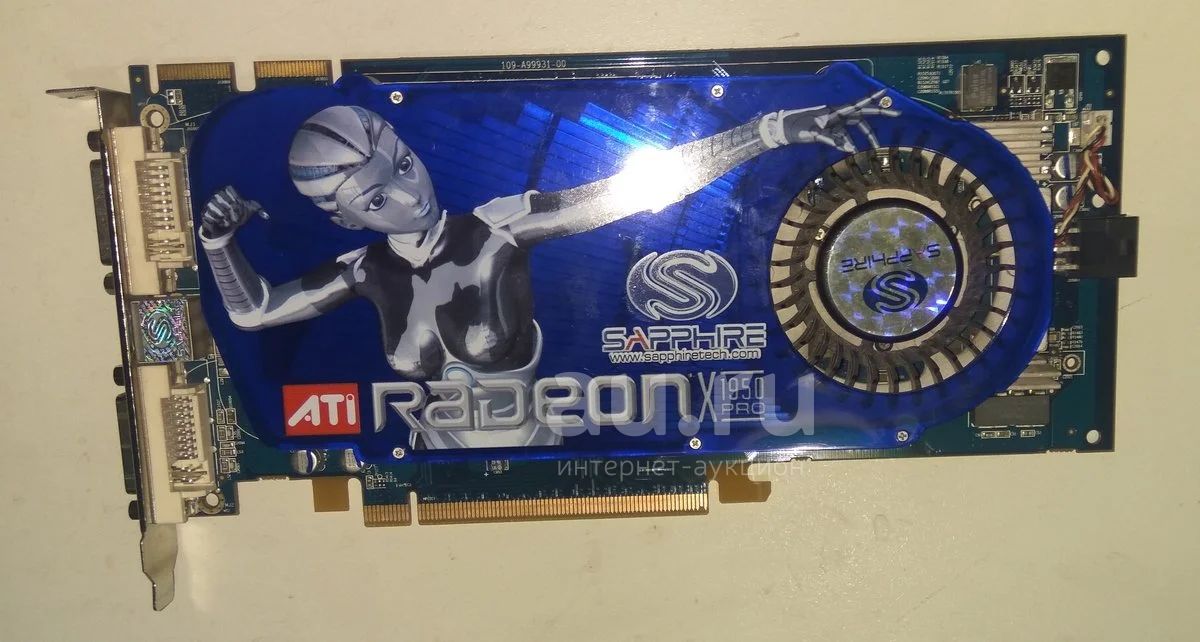 109-A99931-00
SAPPHIRE
SAPPHIRE
www.sapphiretech.com
ATi RADEON X1950 PRO
au.ru
интернет-аукцион